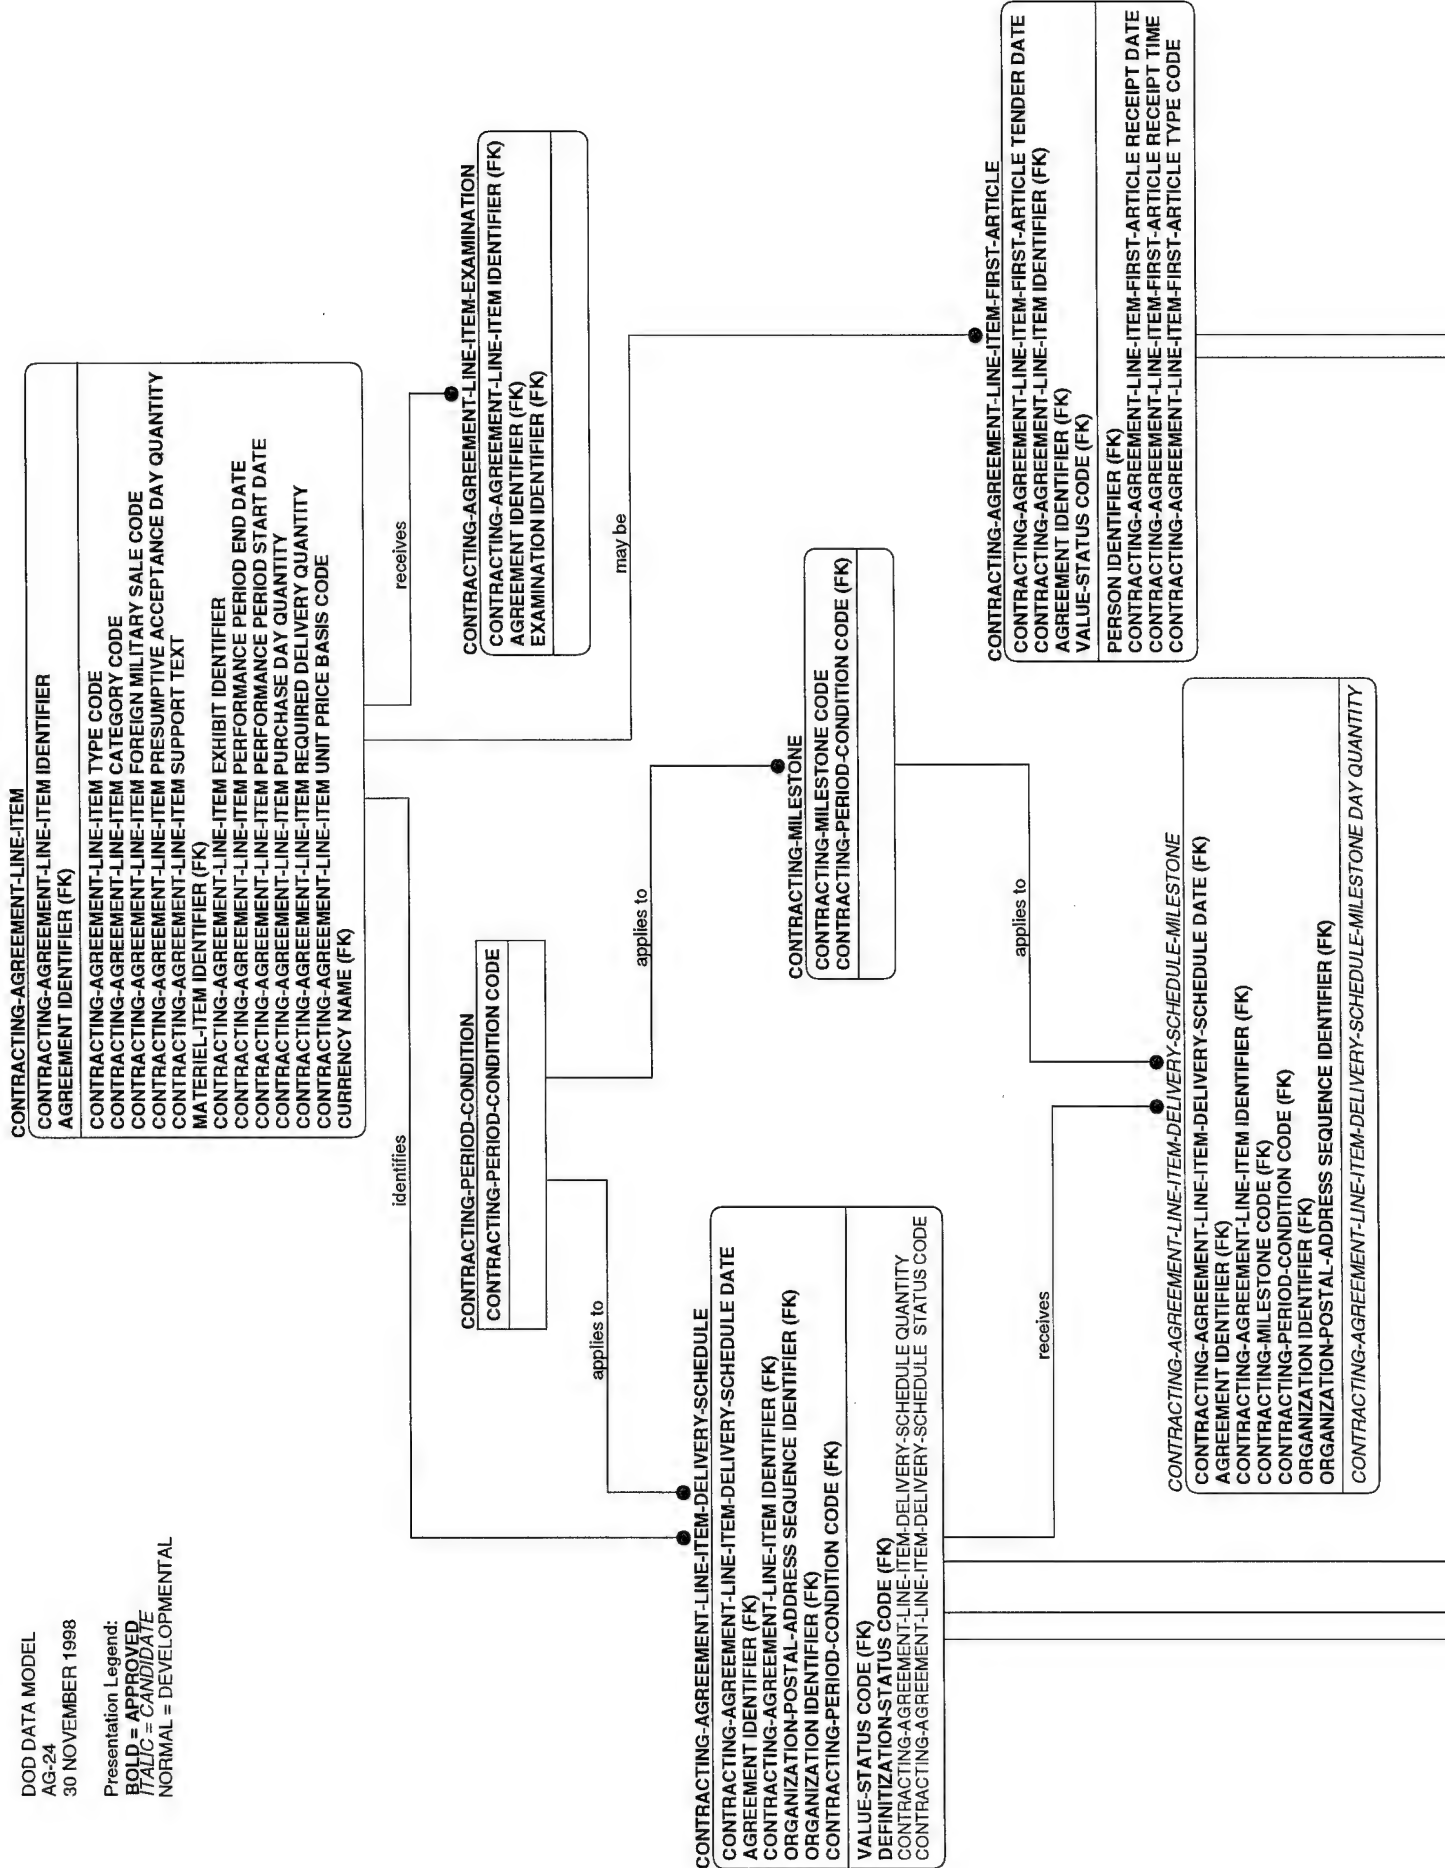 DOD DATA MODEL
AG-24
30 NOVEMBER 1998
Presentation Legend:
BOLD = APPROVED
ITALIC = CANDIDATE
NORMAL = DEVELOPMENTAL
CONTRACTING-AGREEMENT-LINE-ITEM
CONTRACTING-AGREEMENT-LINE-ITEM IDENTIFIER
AGREEMENT IDENTIFIER (FK)
CONTRACTING-AGREEMENT-LINE-ITEM TYPE CODE
CONTRACTING-AGREEMENT-LINE-ITEM CATEGORY CODE
CONTRACTING-AGREEMENT-LINE-ITEM FOREIGN MILITARY SALE CODE
CONTRACTING-AGREEMENT-LINE-ITEM PRESUMPTIVE ACCEPTANCE DAY QUANTITY
CONTRACTING-AGREEMENT-LINE-ITEM SUPPORT TEXT
MATERIEL-ITEM IDENTIFIER (FK)
CONTRACTING-AGREEMENT-LINE-ITEM EXHIBIT IDENTIFIER
CONTRACTING-AGREEMENT-LINE-ITEM PERFORMANCE PERIOD END DATE
CONTRACTING-AGREEMENT-LINE-ITEM PERFORMANCE PERIOD START DATE
CONTRACTING-AGREEMENT-LINE-ITEM PURCHASE DAY QUANTITY
CONTRACTING-AGREEMENT-LINE-ITEM REQUIRED DELIVERY QUANTITY
CONTRACTING-AGREEMENT-LINE-ITEM UNIT PRICE BASIS CODE
CURRENCY NAME (FK)
identifies
receives
CONTRACTING-PERIOD-CONDITION
CONTRACTING-PERIOD-CONDITION CODE
CONTRACTING-AGREEMENT-LINE-ITEM-EXAMINATION
CONTRACTING-AGREEMENT-LINE-ITEM IDENTIFIER (FK)
AGREEMENT IDENTIFIER (FK)
EXAMINATION IDENTIFIER (FK)
applies to
applies to
may be
CONTRACTING-AGREEMENT-LINE-ITEM-DELIVERY-SCHEDULE
CONTRACTING-AGREEMENT-LINE-ITEM-DELIVERY-SCHEDULE DATE
AGREEMENT IDENTIFIER (FK)
CONTRACTING-AGREEMENT-LINE-ITEM IDENTIFIER (FK)
ORGANIZATION-POSTAL-ADDRESS SEQUENCE IDENTIFIER (FK)
ORGANIZATION IDENTIFIER (FK)
CONTRACTING-PERIOD-CONDITION CODE (FK)
VALUE-STATUS CODE (FK)
DEFINITIZATION-STATUS CODE (FK)
CONTRACTING-AGREEMENT-LINE-ITEM-DELIVERY-SCHEDULE QUANTITY
CONTRACTING-AGREEMENT-LINE-ITEM-DELIVERY-SCHEDULE STATUS CODE
CONTRACTING-MILESTONE
CONTRACTING-MILESTONE CODE
CONTRACTING-PERIOD-CONDITION CODE (FK)
receives
applies to
CONTRACTING-AGREEMENT-LINE-ITEM-FIRST-ARTICLE
CONTRACTING-AGREEMENT-LINE-ITEM-FIRST-ARTICLE TENDER DATE
CONTRACTING-AGREEMENT-LINE-ITEM IDENTIFIER (FK)
AGREEMENT IDENTIFIER (FK)
VALUE-STATUS CODE (FK)
PERSON IDENTIFIER (FK)
CONTRACTING-AGREEMENT-LINE-ITEM-FIRST-ARTICLE RECEIPT DATE
CONTRACTING-AGREEMENT-LINE-ITEM-FIRST-ARTICLE RECEIPT TIME
CONTRACTING-AGREEMENT-LINE-ITEM-FIRST-ARTICLE TYPE CODE
CONTRACTING-AGREEMENT-LINE-ITEM-DELIVERY-SCHEDULE-MILESTONE
CONTRACTING-AGREEMENT-LINE-ITEM-DELIVERY-SCHEDULE DATE (FK)
AGREEMENT IDENTIFIER (FK)
CONTRACTING-AGREEMENT-LINE-ITEM IDENTIFIER (FK)
CONTRACTING-MILESTONE CODE (FK)
CONTRACTING-PERIOD-CONDITION CODE (FK)
ORGANIZATION IDENTIFIER (FK)
ORGANIZATION-POSTAL-ADDRESS SEQUENCE IDENTIFIER (FK)
CONTRACTING-AGREEMENT-LINE-ITEM-DELIVERY-SCHEDULE-MILESTONE DAY QUANTITY